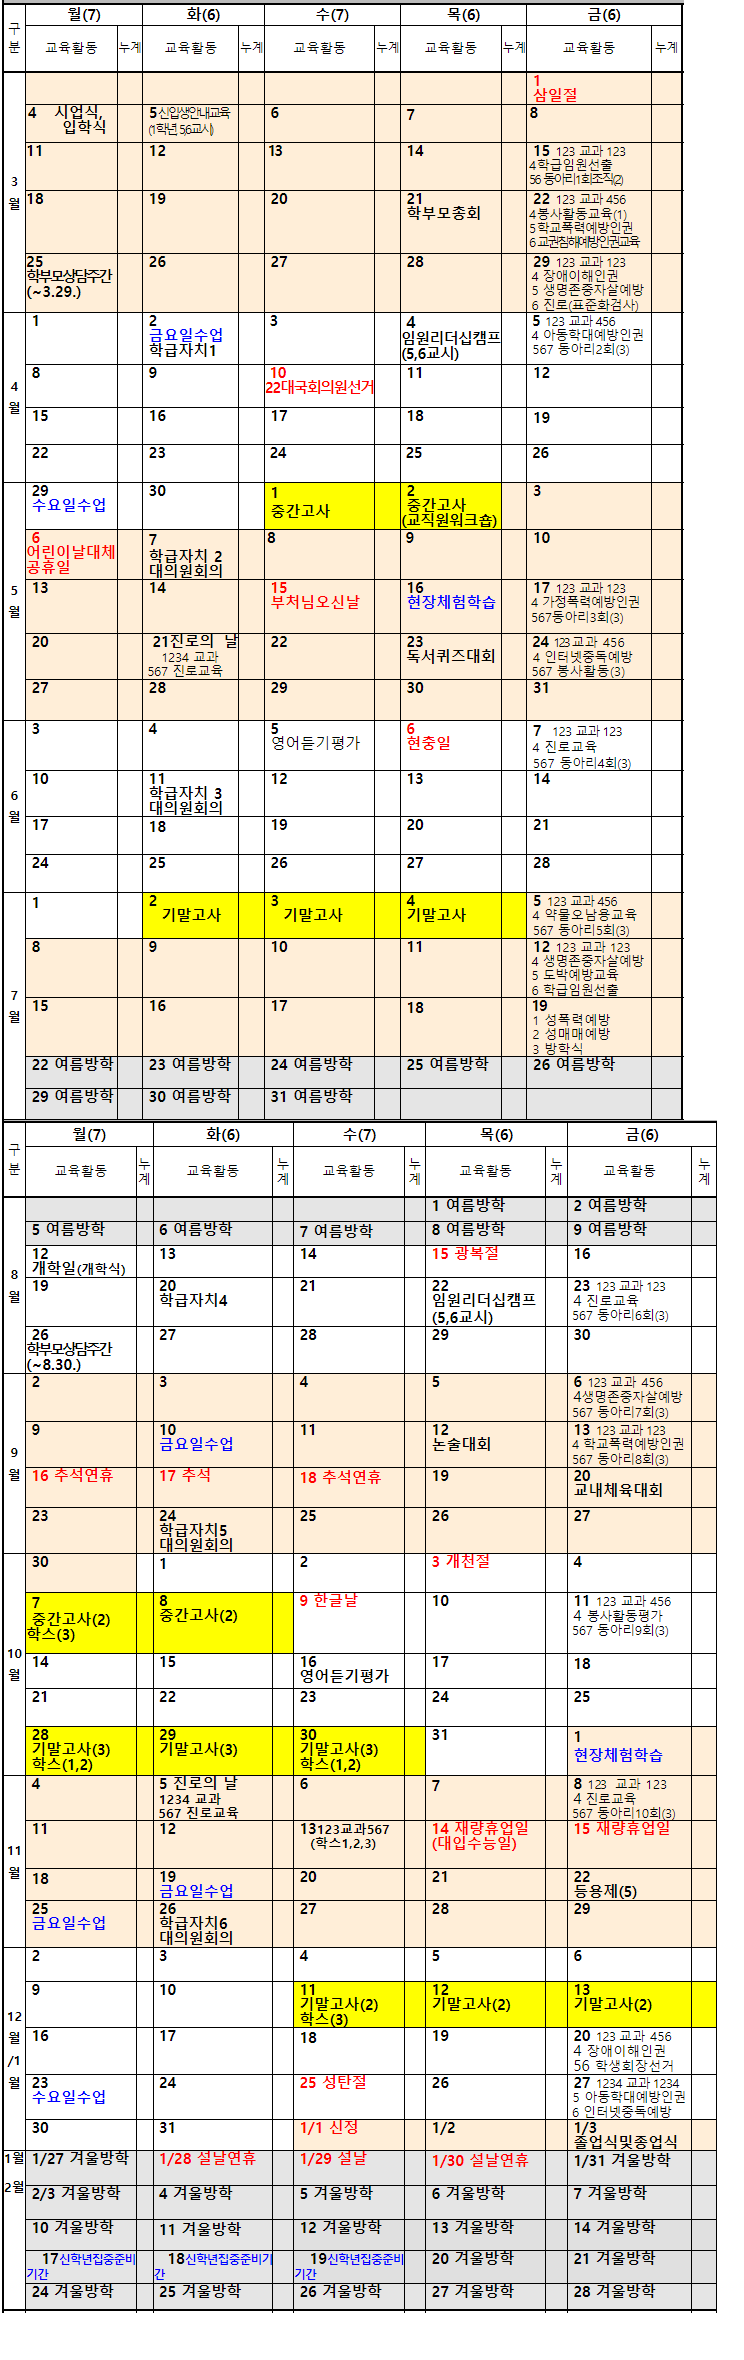 구분 월(7) 화(6) 수(7) 목(6) 금(6)
교육활동 누계 교육활동 누계 교육활동 누계 교육활동 누계 교육활동 누계
3월
1
삼일절
4 시업식,
입학식
5 신입생안내교육
(1학년 5,6교시)
6
7
8
11
12
13
14
15 123 교과 123
4학급임원선출
56 동아리1회조직(2)
18
19
20
21
학부모총회
22 123 교과 456
4봉사활동교육(1)
5학교폭력예방인권
6교권침해예방인권교육
25
학부모상담주간
(~3.29.)
26
27
28
29 123 교과 123
4 장애이해인권
5 생명존중자살예방
6 진로(표준화검사)
4월
1
2
금요일수업
학급자치1
3
4
임원리더십캠프
(5,6교시)
5 123 교과 456
4 아동학대예방인권
567 동아리2회(3)
8
9
10
22대국회의원선거
11
12
15
16
17
18
19
22
23
24
25
26
5월
29
수요일수업
30
1
중간고사
2
중간고사
(교직원워크숍)
3
6
어린이날대체
공휴일
7
학급자치 2
대의원회의
8
9
10
13
14
15
부처님오신날
16
현장체험학습
17 123 교과 123
4 가정폭력예방인권
567동아리3회(3)
20
21진로의 날
1234 교과
567 진로교육
22
23
독서퀴즈대회
24 123교과 456
4 인터넷중독예방
567 봉사활동(3)
27
28
29
30
31
6월
3
4
5
영어듣기평가
6
현충일
7 123 교과 123
4 진로교육
567 동아리4회(3)
10
11
학급자치 3
대의원회의
12
13
14
17
18
19
20
21
24
25
26
27
28
7월
1
2
기말고사
3
기말고사
4
기말고사
5 123 교과 456
4 약물오남용교육
567 동아리5회(3)
8
9
10
11
12 123 교과 123
4 생명존중자살예방
5 도박예방교육
6 학급임원선출
15
16
17
18
19
1 성폭력예방
2 성매매예방
3 방학식
22 여름방학 23 여름방학 24 여름방학 25 여름방학 26 여름방학
29 여름방학 30 여름방학 31 여름방학
구분 월(7) 화(6) 수(7) 목(6) 금(6)
교육활동 누계 교육활동 누계 교육활동 누계 교육활동 누계 교육활동 누계
8월
1 여름방학 2 여름방학
5 여름방학 6 여름방학 7 여름방학 8 여름방학 9 여름방학
12
개학일(개학식)
13
14
15 광복절
16
19
20
학급자치4
21
22
임원리더십캠프
(5,6교시)
23 123 교과 123
4 진로교육
567 동아리6회(3)
26
학부모상담주간
(~8.30.)
27
28
29
30
9월
2
3
4
5
6 123 교과 456
4생명존중자살예방
567 동아리7회(3)
9
10
금요일수업
11
12
논술대회
13 123 교과 123
4 학교폭력예방인권
567 동아리8회(3)
16 추석연휴
17 추석
18 추석연휴
19
20
교내체육대회
23
24
학급자치5
대의원회의
25
26
27
10월
30
1
2
3 개천절
4
7
중간고사(2)
학스(3)
8
중간고사(2)
9 한글날
10
11 123 교과 456
4 봉사활동평가
567 동아리9회(3)
14
15
16
영어듣기평가
17
18
21
22
23
24
25
28
기말고사(3)
학스(1,2)
29
기말고사(3)
30
기말고사(3)
학스(1,2)
31
1
현장체험학습
11월
4
5 진로의 날
1234 교과
567 진로교육
6
7
8 123 교과 123
4 진로교육
567 동아리10회(3)
11
12
13123교과567
(학스1,2,3)
14 재량휴업일
(대입수능일)
15 재량휴업일
18
19
금요일수업
20
21
22
등용제(5)
25
금요일수업
26
학급자치6
대의원회의
27
28
29
12월/1월
2
3
4
5
6
9
10
11
기말고사(2)
학스(3)
12
기말고사(2)
13
기말고사(2)
16
17
18
19
20 123 교과 456
4 장애이해인권
56 학생회장선거
23
수요일수업
24
25 성탄절
26
27 1234 교과 1234
5 아동학대예방인권
6 인터넷중독예방
30
31
1/1 신정
1/2
1/3
졸업식및종업식
1월
1/27 겨울방학 1/28 설날연휴 1/29 설날 1/30 설날연휴 1/31 겨울방학
2월
2/3 겨울방학 4 겨울방학 5 겨울방학 6 겨울방학 7 겨울방학
10 겨울방학 11 겨울방학 12 겨울방학 13 겨울방학 14 겨울방학
17신학년집중준비기간 18신학년집중준비기간 19신학년집중준비기간 20 겨울방학 21 겨울방학
24 겨울방학 25 겨울방학 26 겨울방학 27 겨울방학 28 겨울방학